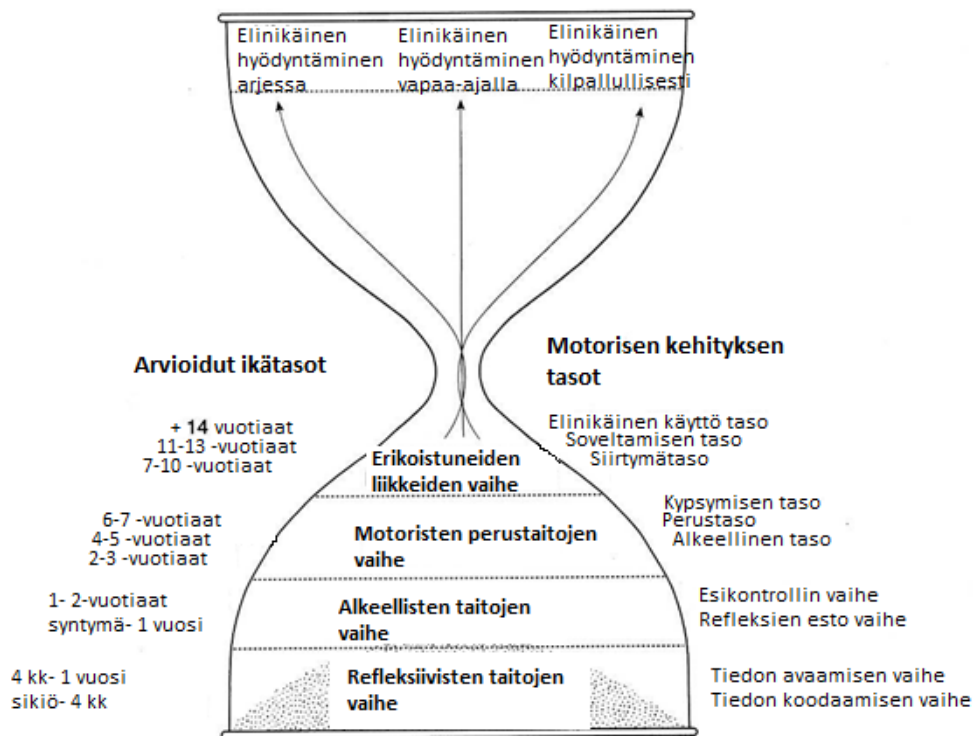 Elinikäinen
hyödyntäminen
arjessa
Elinikäinen
hyödyntäminen
vapaa-ajalla
Elinikäinen
hyödyntäminen
kilpallullisesti
Arvioidut ikätasot
Motorisen kehityksen
tasot
+ 14 vuotiaat
11-13 -vuotiaat
7-10 -vuotiaat
Erikoistuneiden
liikkeiden vaihe
Elinikäinen käyttö taso
Soveltamisen taso
Siirtymätaso
6-7 -vuotiaat
4-5 -vuotiaat
2-3 -vuotiaat
Motoristen perustaitojen
vaihe
Kypsymisen taso
Perustaso
Alkeellinen taso
1- 2-vuotiaat
syntymä- 1 vuosi
Alkeellisten taitojen
vaihe
Esikontrollin vaihe
Refleksien esto vaihe
4 kk- 1 vuosi
sikiö- 4 kk
Refleksiivisten taitojen
vaihe
Tiedon avaamisen vaihe
Tiedon koodaamisen vaihe